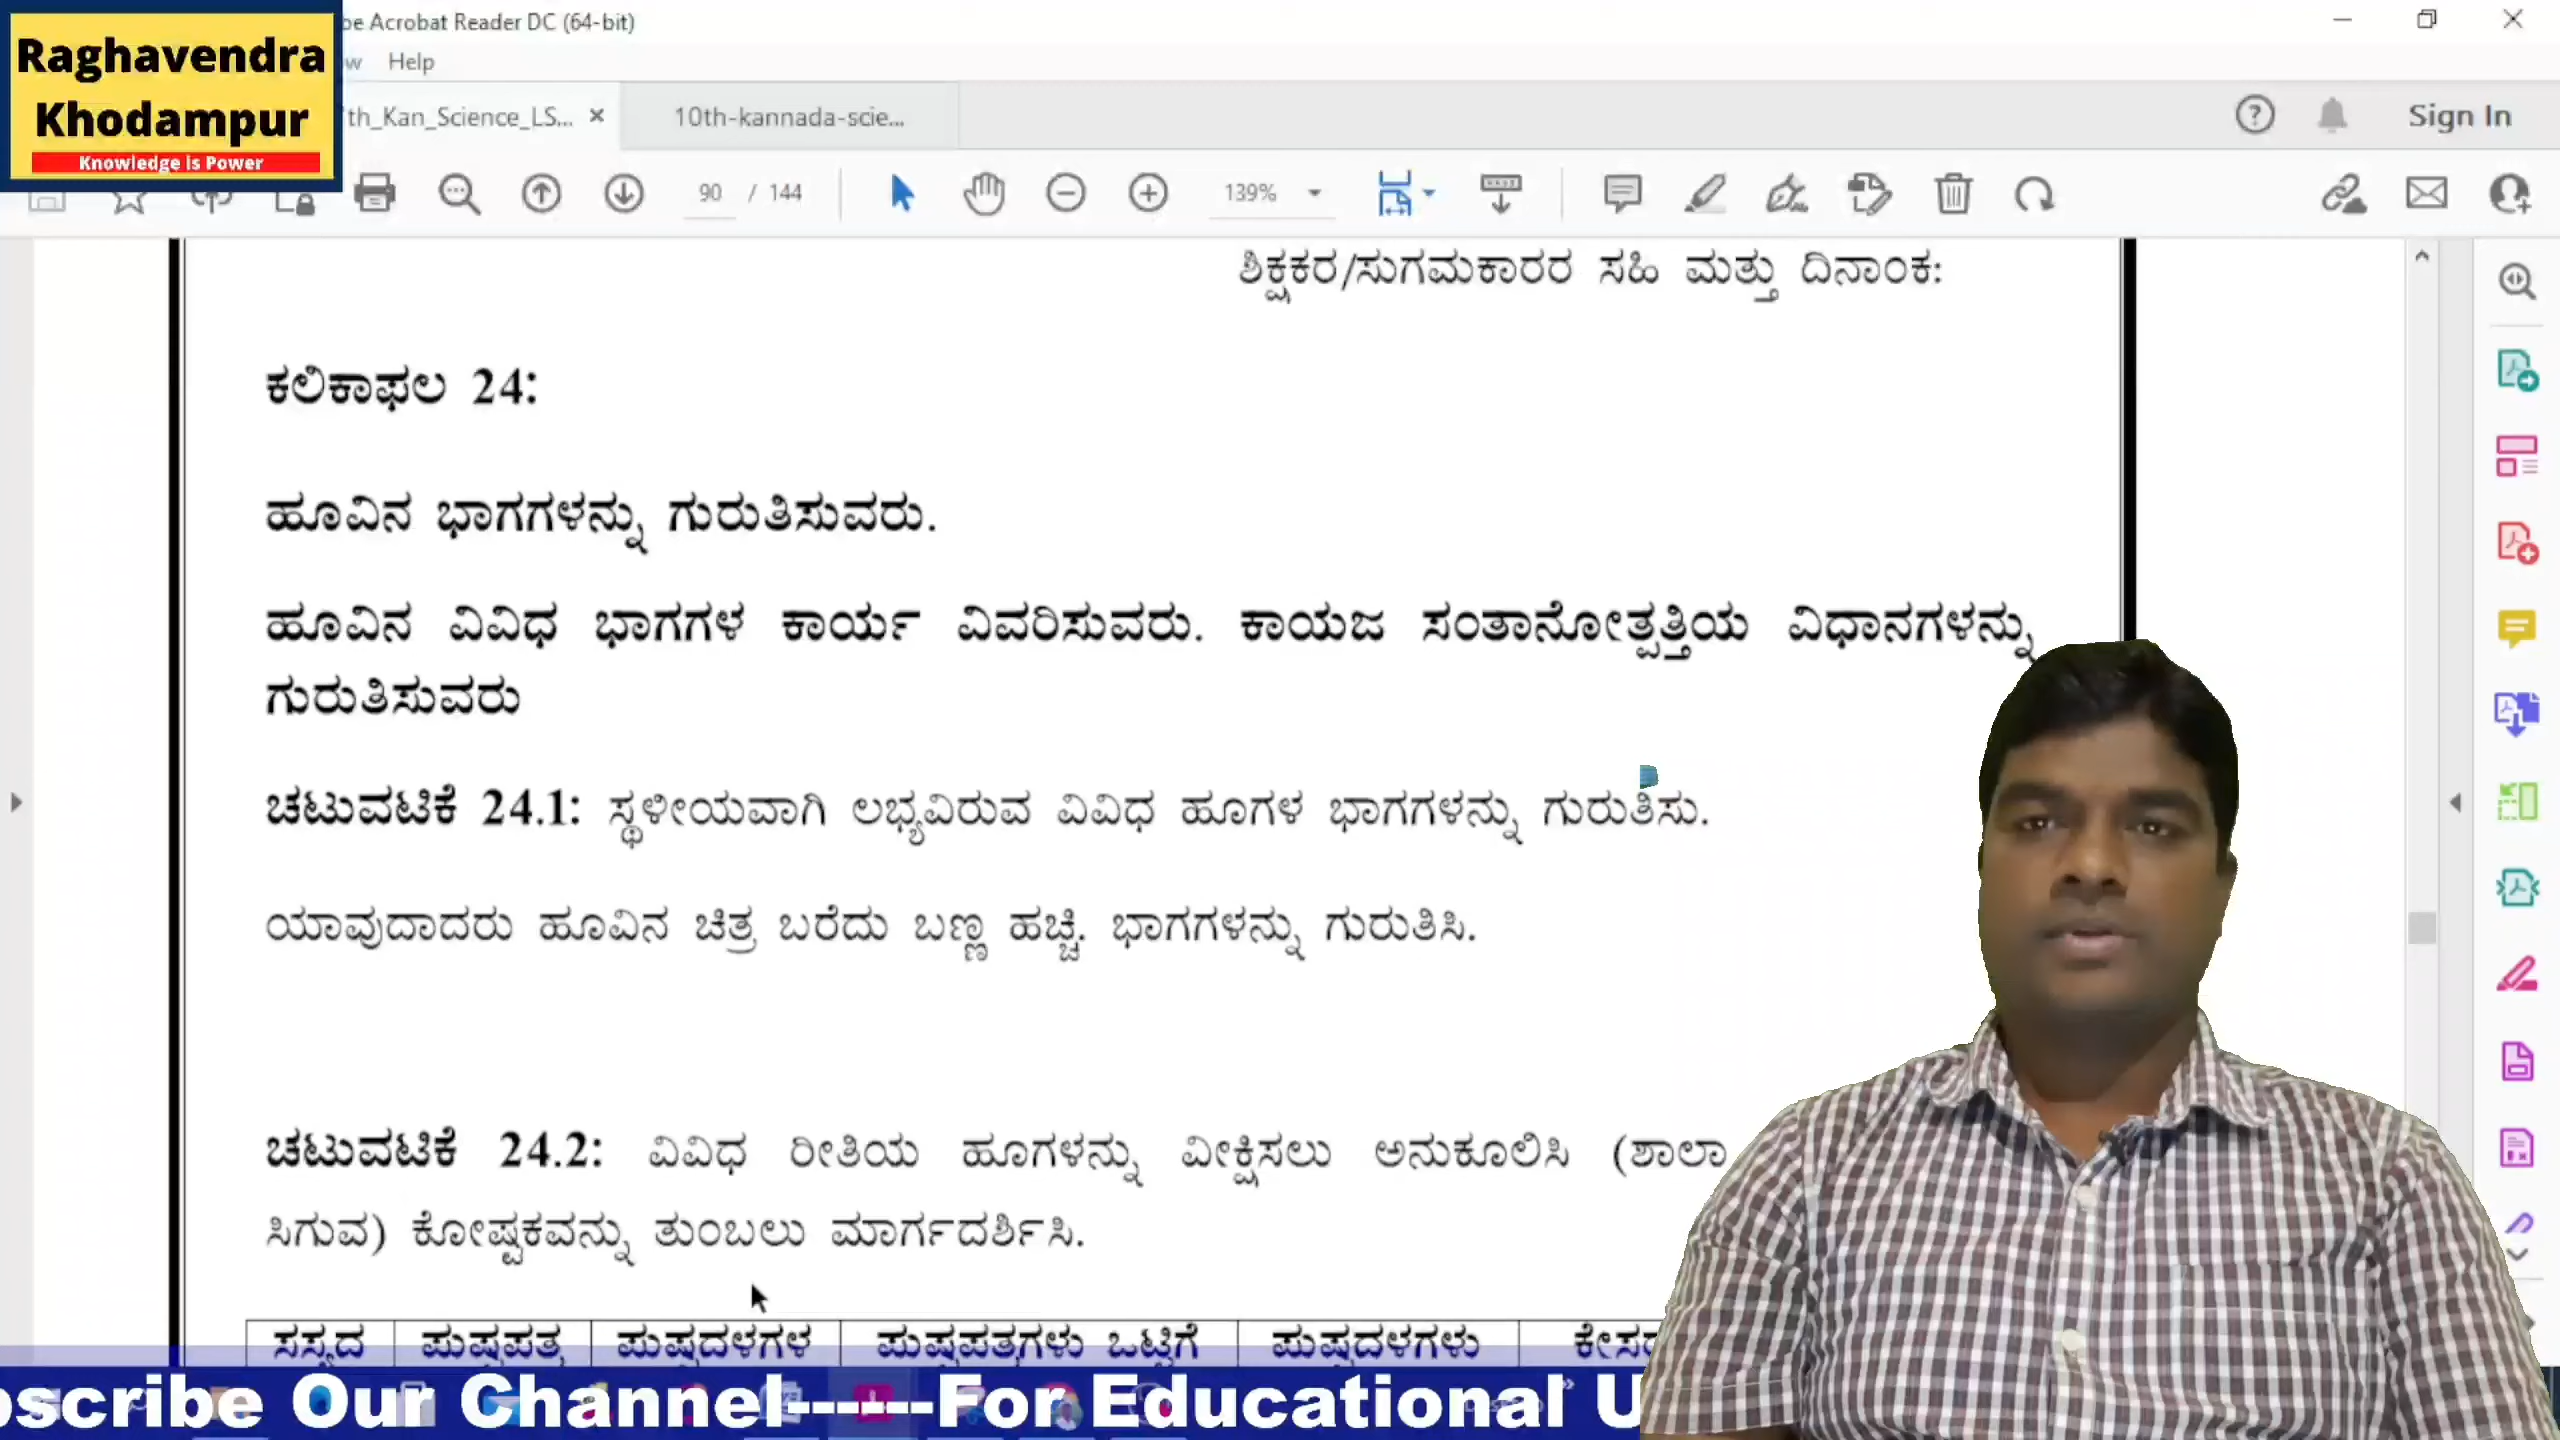 Raghavendra
Khodampur
Knowledge is Power
be Acrobat Reader DC (64-bit)
Help
th_Kan_Science_LS...
10th-kannada-scie...
Sign In
90 / 144
139%
ಶಿಕ್ಷಕರ/ಸುಗಮಕಾರರ ಸಹಿ ಮತ್ತು ದಿನಾಂಕ:
ಕಲಿಕಾಫಲ 24:
ಹೂವಿನ ಭಾಗಗಳನ್ನು ಗುರುತಿಸುವರು.
ಹೂವಿನ ವಿವಿಧ ಭಾಗಗಳ ಕಾರ್ಯ ವಿವರಿಸುವರು. ಕಾಯಜ ಸಂತಾನೋತ್ಪತ್ತಿಯ ವಿಧಾನಗಳನ್ನು
ಗುರುತಿಸುವರು
ಚಟುವಟಿಕೆ 24.1: ಸ್ಥಳೀಯವಾಗಿ ಲಭ್ಯವಿರುವ ವಿವಿಧ ಹೂಗಳ ಭಾಗಗಳನ್ನು ಗುರುತಿಸು.
ಯಾವುದಾದರು ಹೂವಿನ ಚಿತ್ರ ಬರೆದು ಬಣ್ಣ ಹಚ್ಚಿ. ಭಾಗಗಳನ್ನು ಗುರುತಿಸಿ.
ಚಟುವಟಿಕೆ 24.2: ವಿವಿಧ ರೀತಿಯ ಹೂಗಳನ್ನು ವೀಕ್ಷಿಸಲು ಅನುಕೂಲಿಸಿ (ಶಾಲಾ
ಸಿಗುವ) ಕೋಷ್ಟಕವನ್ನು ತುಂಬಲು ಮಾರ್ಗದರ್ಶಿಸಿ.
ಸಸ್ಯದ ಪುಷ್ಪಪತ್ರ ಪುಷ್ಪದಳಗಳ ಪುಷ್ಪಪತ್ರಗಳು ಒಟ್ಟಿಗೆ ಪುಷ್ಪದಳಗಳು
bscribe Our Channel------For Educational U